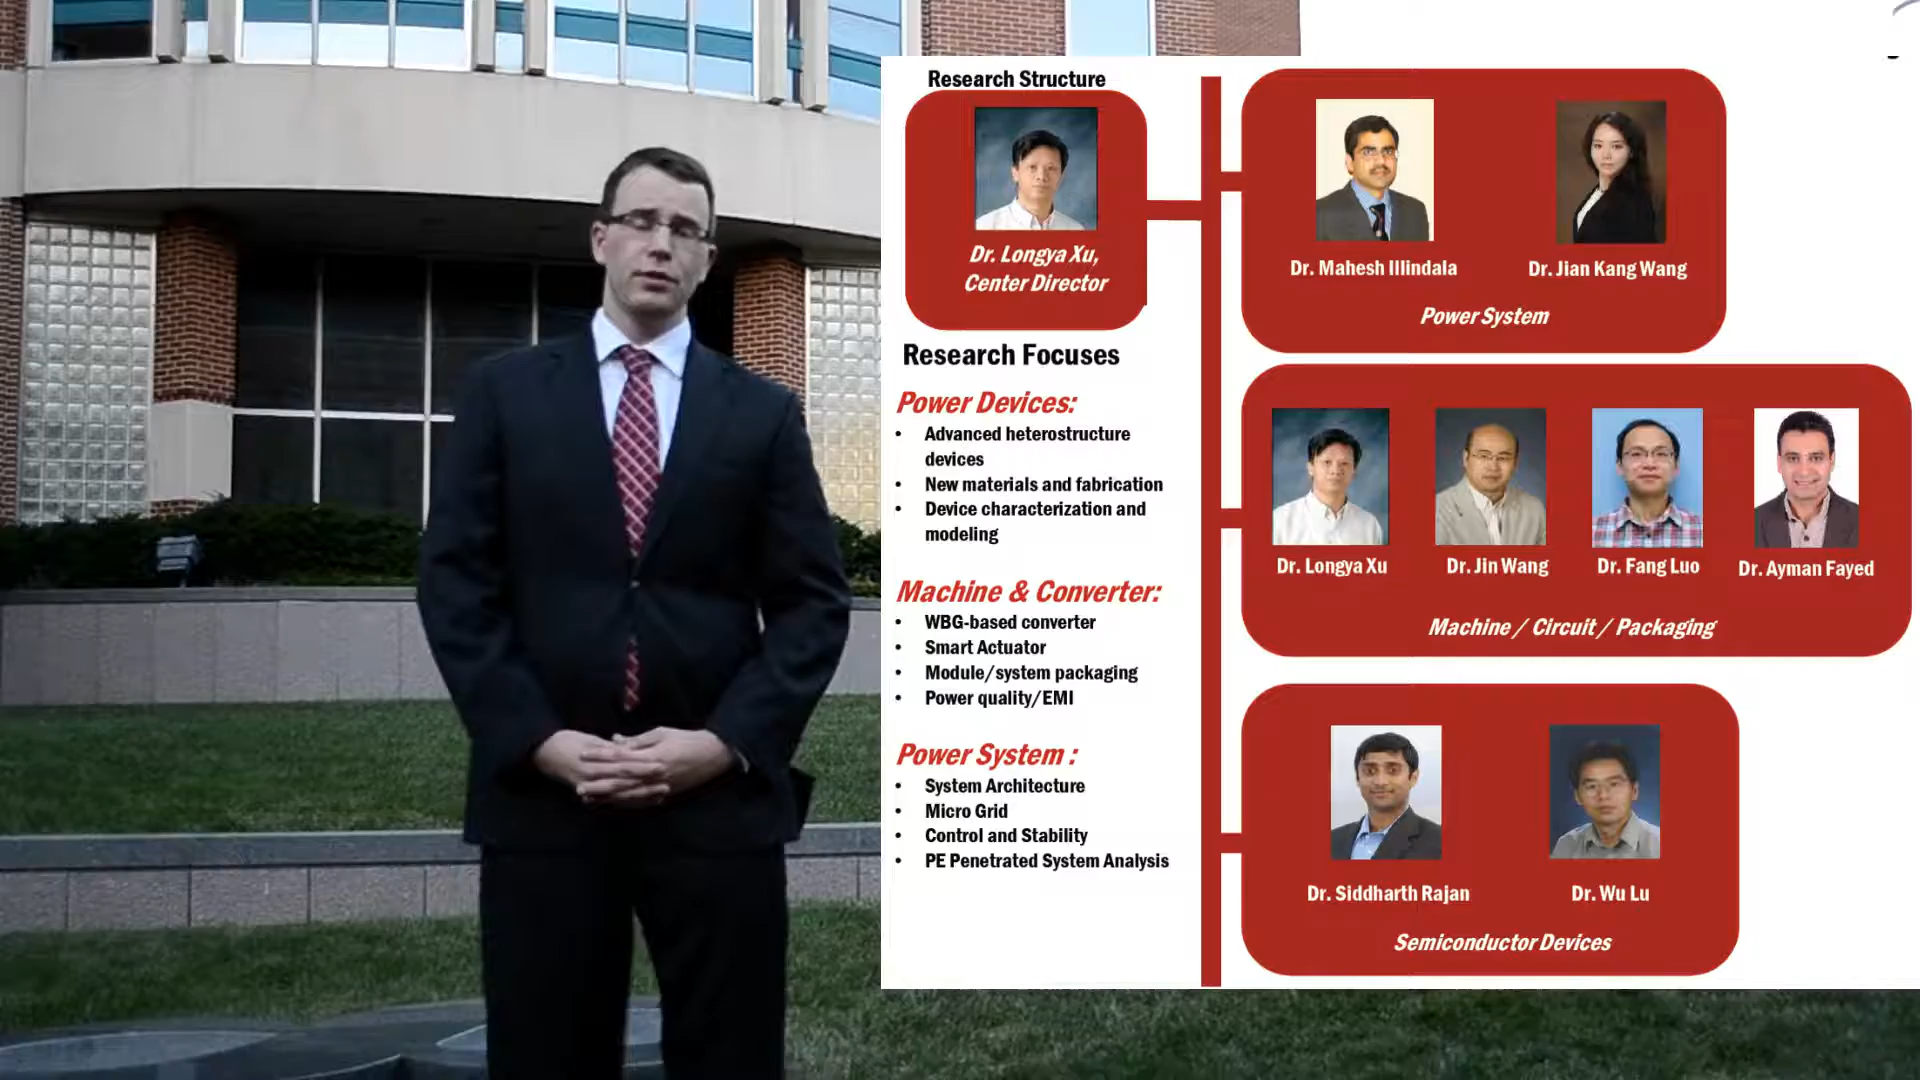 Research Structure
Dr. Longya Xu,
Center Director
Research Focuses
Power Devices:
• Advanced heterostructure
devices
• New materials and fabrication
• Device characterization and
modeling
Machine & Converter:
• WBG-based converter
• Smart Actuator
• Module/system packaging
• Power quality/EMI
Power System :
• System Architecture
• Micro Grid
• Control and Stability
• PE Penetrated System Analysis
Dr. Mahesh Illindala
Dr. Jian Kang Wang
Power System
Dr. Longya Xu
Dr. Jin Wang
Dr. Fang Luo
Dr. Ayman Fayed
Machine / Circuit / Packaging
Dr. Siddharth Rajan
Dr. Wu Lu
Semiconductor Devices